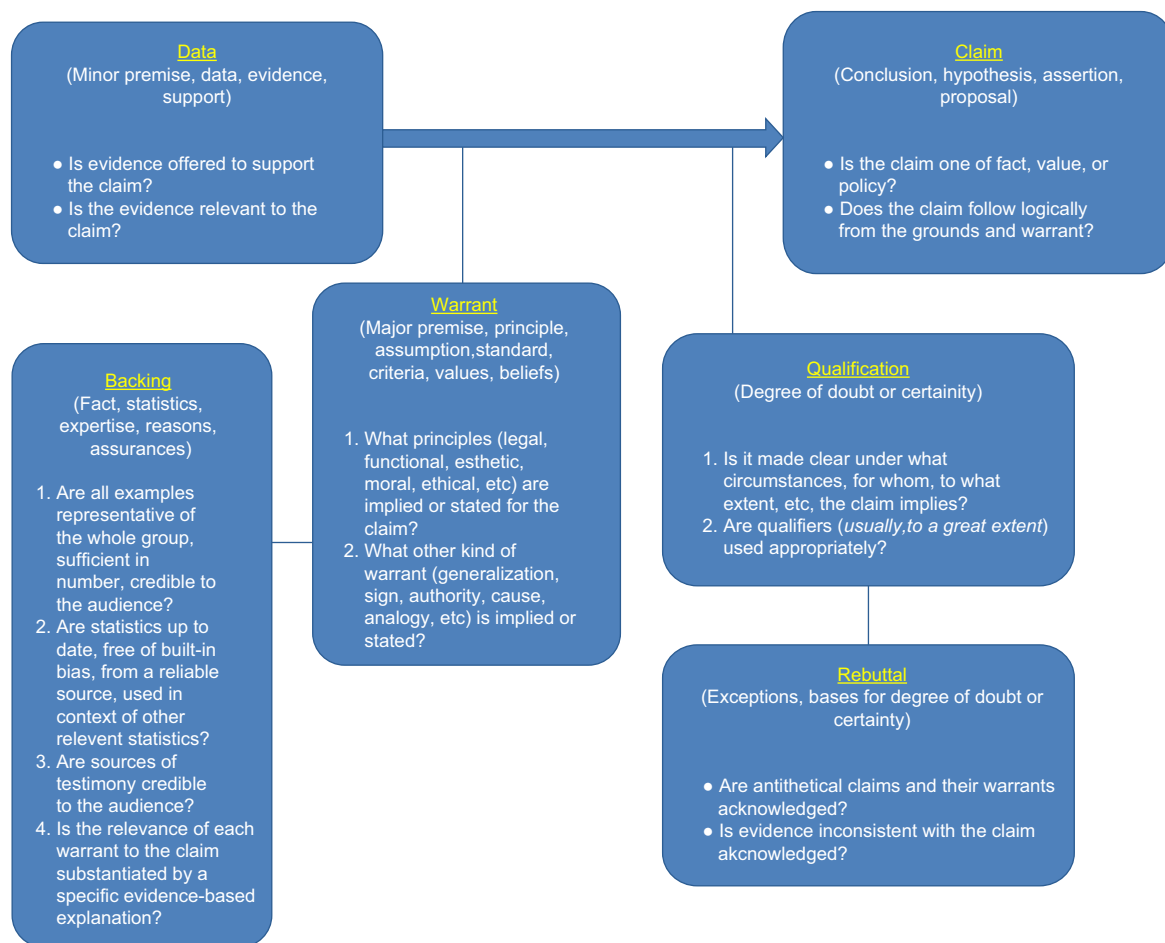 Data
(Minor premise, data, evidence,
support)
● Is evidence offered to support
the claim?
● Is the evidence relevant to the
claim?
Claim
(Conclusion, hypothesis, assertion,
proposal)
● Is the claim one of fact, value, or
policy?
● Does the claim follow logically
from the grounds and warrant?
Warrant
(Major premise, principle,
assumption,standard,
criteria, values, beliefs)
1. What principles (legal,
functional, esthetic,
moral, ethical, etc) are
implied or stated for the
claim?
2. What other kind of
warrant (generalization,
sign, authority, cause,
analogy, etc) is implied or
stated?
Backing
(Fact, statistics,
expertise, reasons,
assurances)
1. Are all examples
representative of
the whole group,
sufficient in
number, credible to
the audience?
2. Are statistics up to
date, free of built-in
bias, from a reliable
source, used in
context of other
relevent statistics?
3. Are sources of
testimony credible
to the audience?
4. Is the relevance of each
warrant to the claim
substantiated by a
specific evidence-based
explanation?
Qualification
(Degree of doubt or certainity)
1. Is it made clear under what
circumstances, for whom, to what
extent, etc, the claim implies?
2. Are qualifiers (usually,to a great extent)
used appropriately?
Rebuttal
(Exceptions, bases for degree of doubt or
certainty)
● Are antithetical claims and their warrants
acknowledged?
● Is evidence inconsistent with the claim
akcnowledged?